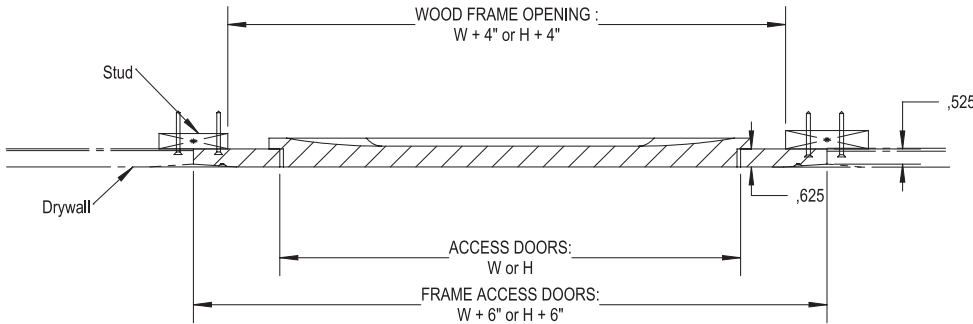 WOOD FRAME OPENING :
W + 4" or H + 4"
Stud
,525
Drywall
,625
ACCESS DOORS:
W or H
FRAME ACCESS DOORS:
W + 6" or H + 6"